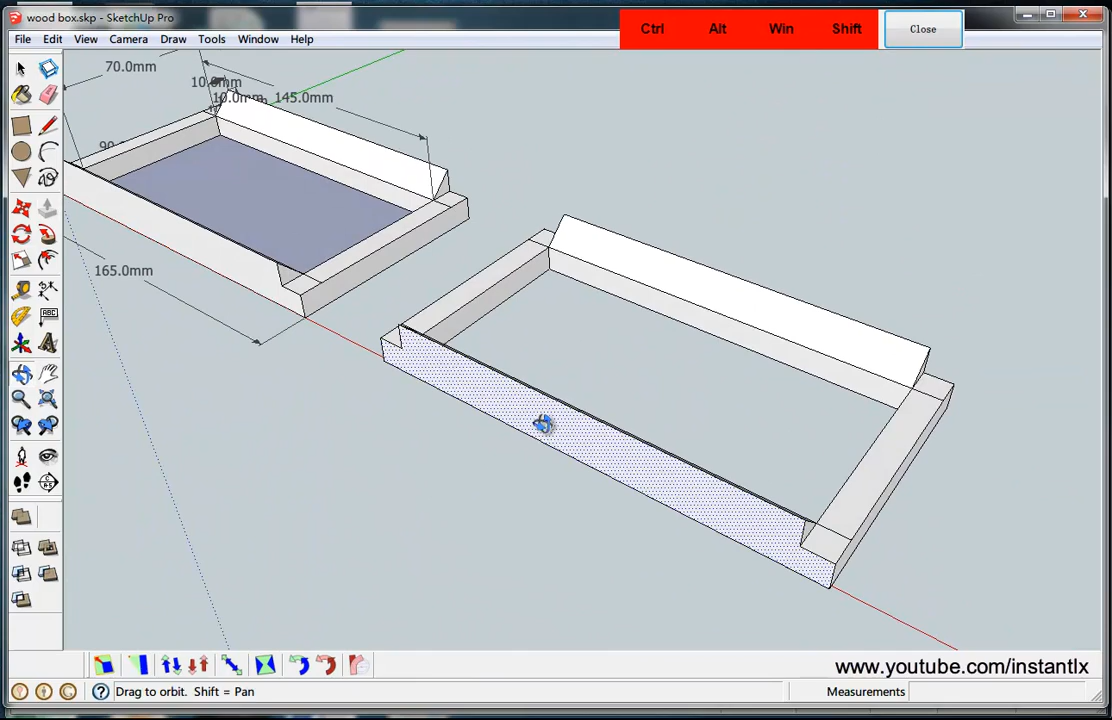 wood box.skp - SketchUp Pro
Ctrl Alt Win Shift Close
File Edit View Camera Draw Tools Window Help
70.0mm
10.0mm
10.0mm 145.0mm
165.0mm
ABC
www.youtube.com/instantlx
Drag to orbit. Shift = Pan
Measurements